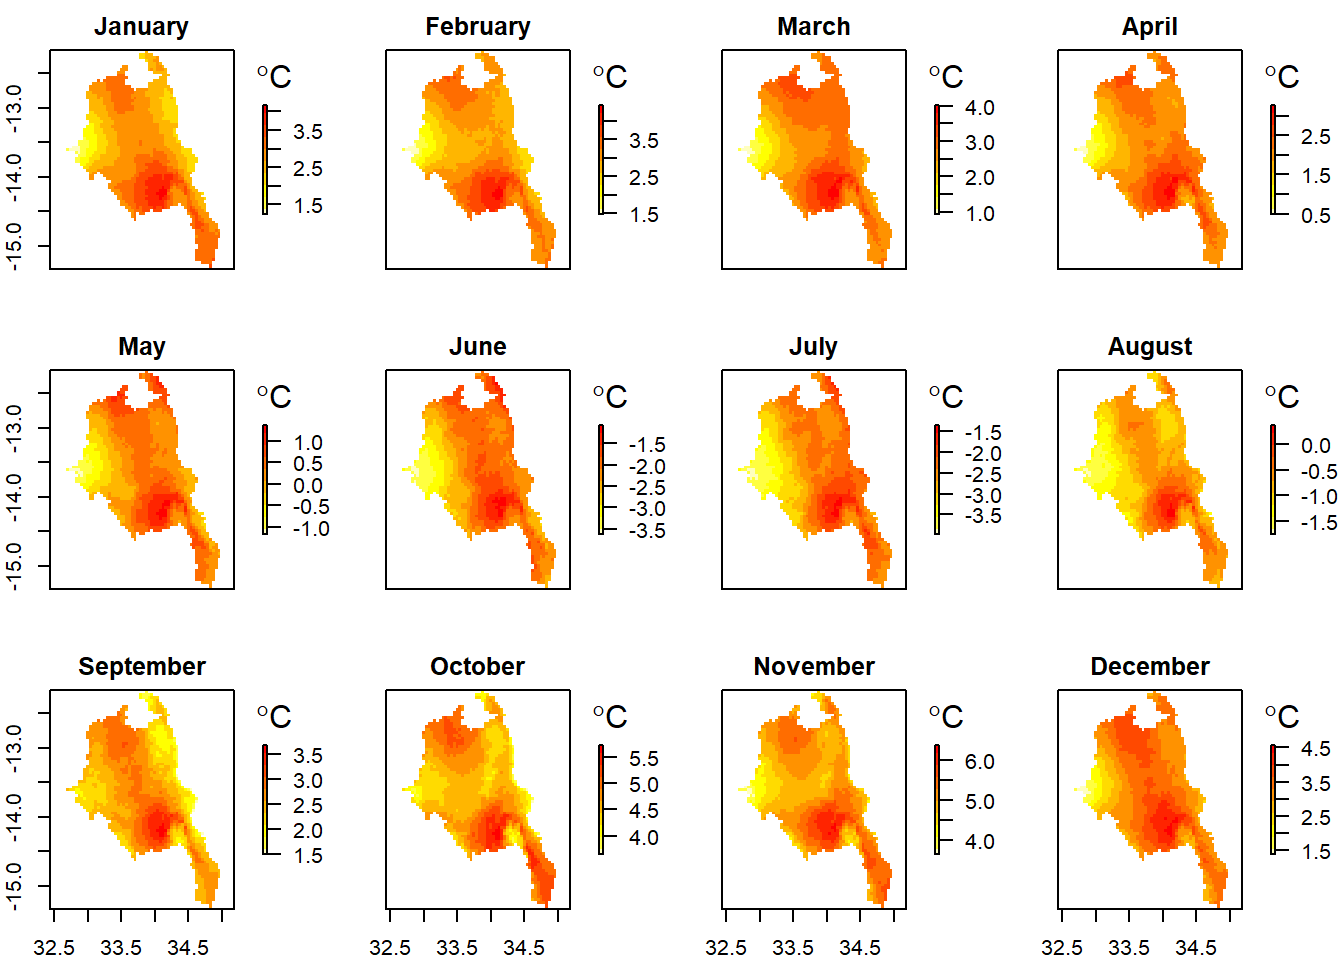 January February March April
°C °C °C °C
-13.0 -14.0 -15.0
3.5 2.5 1.5
3.5 2.5 1.5
4.0 3.0 2.0 1.0
2.5 1.5 0.5
May June July August
°C °C °C °C
-13.0 -14.0 -15.0
1.0 0.5 0.0 -0.5 -1.0
-1.5 -2.0 -2.5 -3.0 -3.5
-1.5 -2.0 -2.5 -3.0 -3.5
0.0 -0.5 -1.0 -1.5
September October November December
°C °C °C °C
-13.0 -14.0 -15.0
3.5 3.0 2.5 2.0 1.5
5.5 5.0 4.5 4.0
6.0 5.0 4.0
4.5 3.5 2.5 1.5
32.5 33.5 34.5 32.5 33.5 34.5 32.5 33.5 34.5 32.5 33.5 34.5